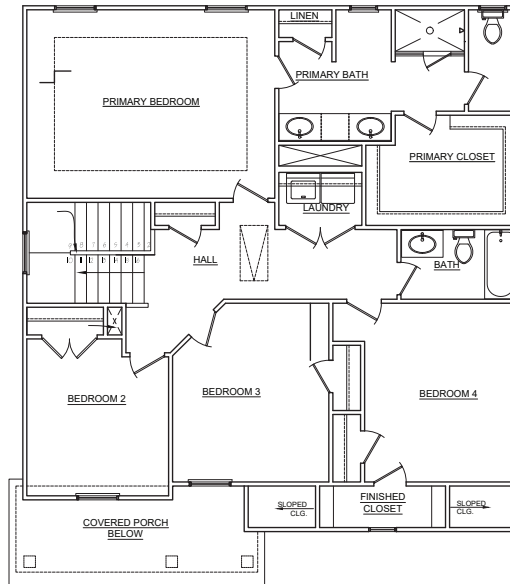 LINEN
PRIMARY BATH
PRIMARY BEDROOM
PRIMARY CLOSET
LAUNDRY
HALL
BATH
BEDROOM 2
BEDROOM 3
BEDROOM 4
SLOPED
CLG.
FINISHED
CLOSET
SLOPED
CLG.
COVERED PORCH
BELOW